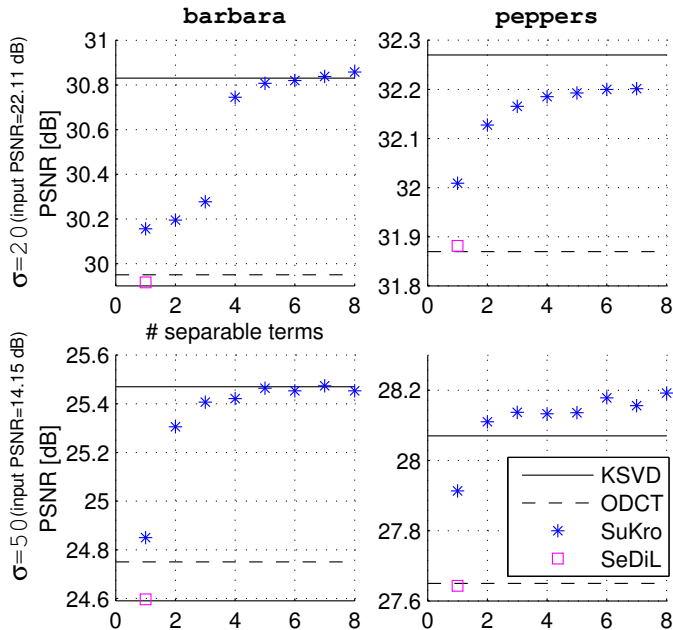 barbara
peppers
σ=20(input PSNR=22.11 dB)
PSNR [dB]
31
30.8
30.6
30.4
30.2
30
0 2 4 6 8
# separable terms
32.3
32.2
32.1
32
31.9
31.8
0 2 4 6 8
σ=50(input PSNR=14.15 dB)
PSNR [dB]
25.6
25.4
25.2
25
24.8
24.6
0 2 4 6 8
28.2
28
27.8
27.6
0 2 4 6 8
KSVD
ODCT
SuKro
SeDiL